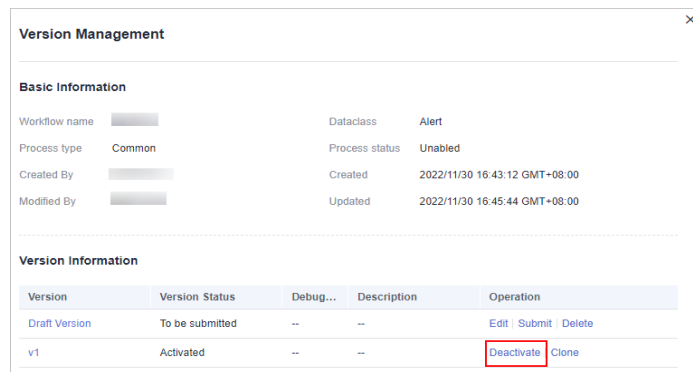 Version Management
Basic Information
Workflow name
Dataclass Alert
Process type Common
Process status Unabled
Created By
Created 2022/11/30 16:43:12 GMT+08:00
Modified By
Updated 2022/11/30 16:45:44 GMT+08:00
Version Information
Version Version Status Debug... Description Operation
Draft Version To be submitted -- -- Edit Submit Delete
v1 Activated -- -- Deactivate Clone